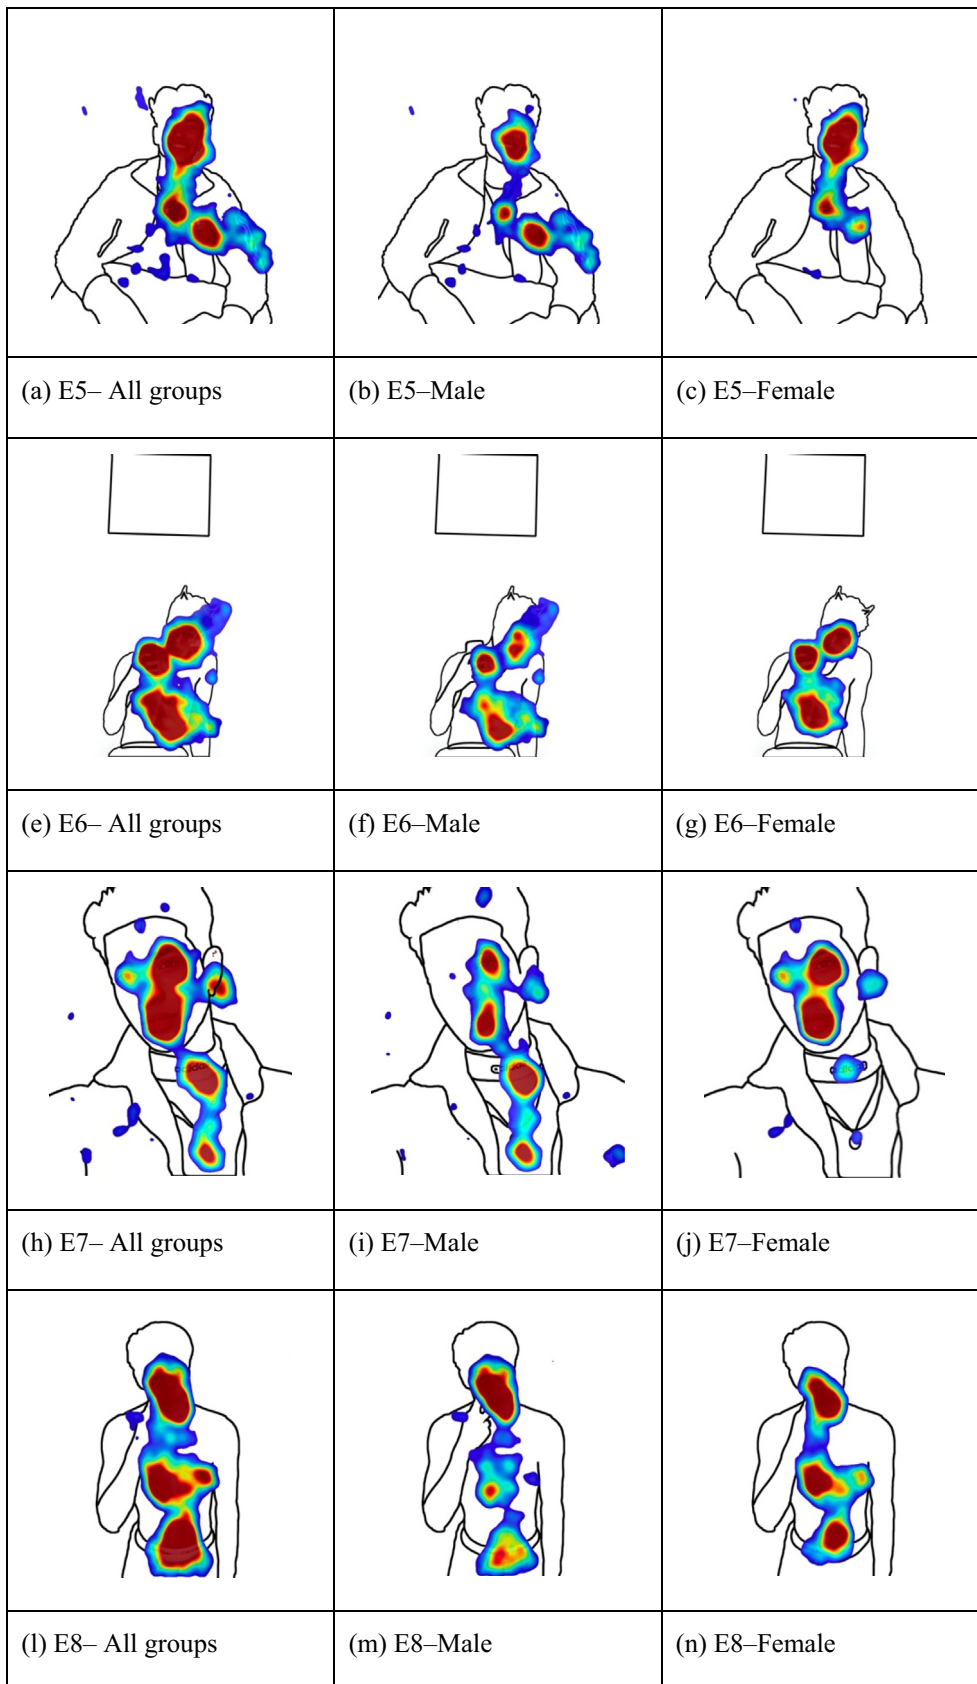 (a) E5– All groups
(b) E5–Male
(c) E5–Female
(e) E6– All groups
(f) E6–Male
(g) E6–Female
(h) E7– All groups
(i) E7–Male
(j) E7–Female
(l) E8– All groups
(m) E8–Male
(n) E8–Female